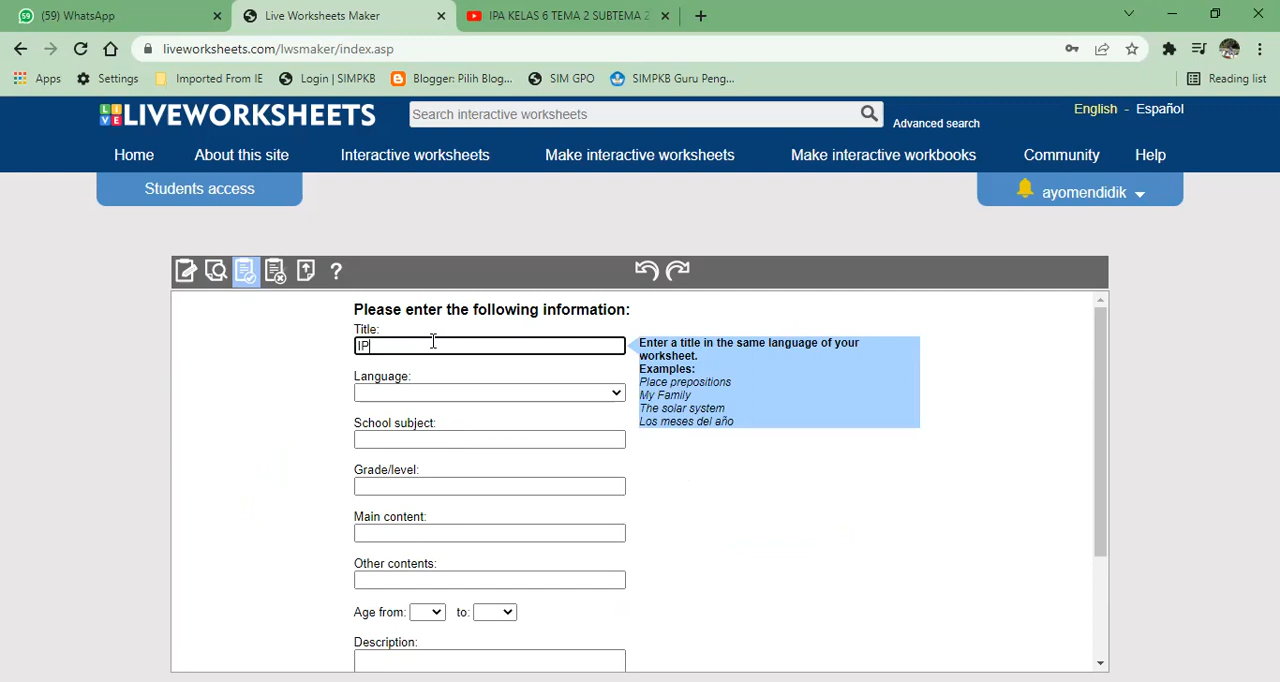 (59) WhatsApp
Live Worksheets Maker
IPA KELAS 6 TEMA 2 SUBTEMA 2
liveworksheets.com/lwsmaker/index.asp
Apps
Settings
Imported From IE
Login | SIMPKB
Blogger: Pilih Blog...
SIM GPO
SIMPKB Guru Peng...
Reading list
LIVE LIVEWORKSHEETS
Search interactive worksheets
Advanced search
English - Español
Home
About this site
Interactive worksheets
Make interactive worksheets
Make interactive workbooks
Community
Help
Students access
ayomendidik
?
Please enter the following information:
Title:
IP
Enter a title in the same language of your
worksheet.
Examples:
Place prepositions
My Family
The solar system
Los meses del año
Language:
School subject:
Grade/level:
Main content:
Other contents:
Age from: to:
Description: